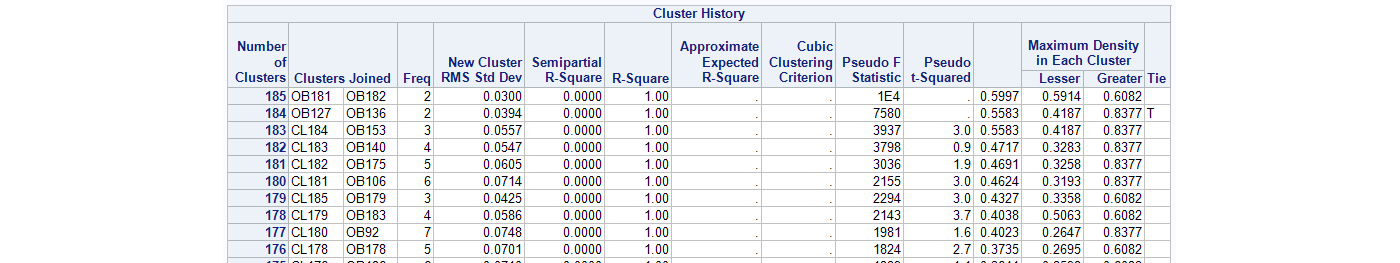 Cluster History
Number of Clusters Clusters Joined Freq New Cluster RMS Std Dev Semipartial R-Square R-Square Approximate Expected R-Square Cubic Clustering Criterion Pseudo F Statistic Pseudo t-Squared Maximum Density in Each Cluster Lesser Greater Tie
185 OB181 OB182 2 0.0300 0.0000 1.00 . . 1E4 . 0.5997 0.5914 0.6082
184 OB127 OB136 2 0.0394 0.0000 1.00 . . 7580 . 0.5583 0.4187 0.8377 T
183 CL184 OB153 3 0.0557 0.0000 1.00 . . 3937 3.0 0.5583 0.4187 0.8377
182 CL183 OB140 4 0.0547 0.0000 1.00 . . 3798 0.9 0.4717 0.3283 0.8377
181 CL182 OB175 5 0.0605 0.0000 1.00 . . 3036 1.9 0.4691 0.3258 0.8377
180 CL181 OB106 6 0.0714 0.0000 1.00 . . 2155 3.0 0.4624 0.3193 0.8377
179 CL185 OB179 3 0.0425 0.0000 1.00 . . 2294 3.0 0.4327 0.3358 0.6082
178 CL179 OB183 4 0.0586 0.0000 1.00 . . 2143 3.7 0.4038 0.5063 0.6082
177 CL180 OB92 7 0.0748 0.0000 1.00 . . 1981 1.6 0.4023 0.2647 0.8377
176 CL178 OB178 5 0.0701 0.0000 1.00 . . 1824 2.7 0.3735 0.2695 0.6082